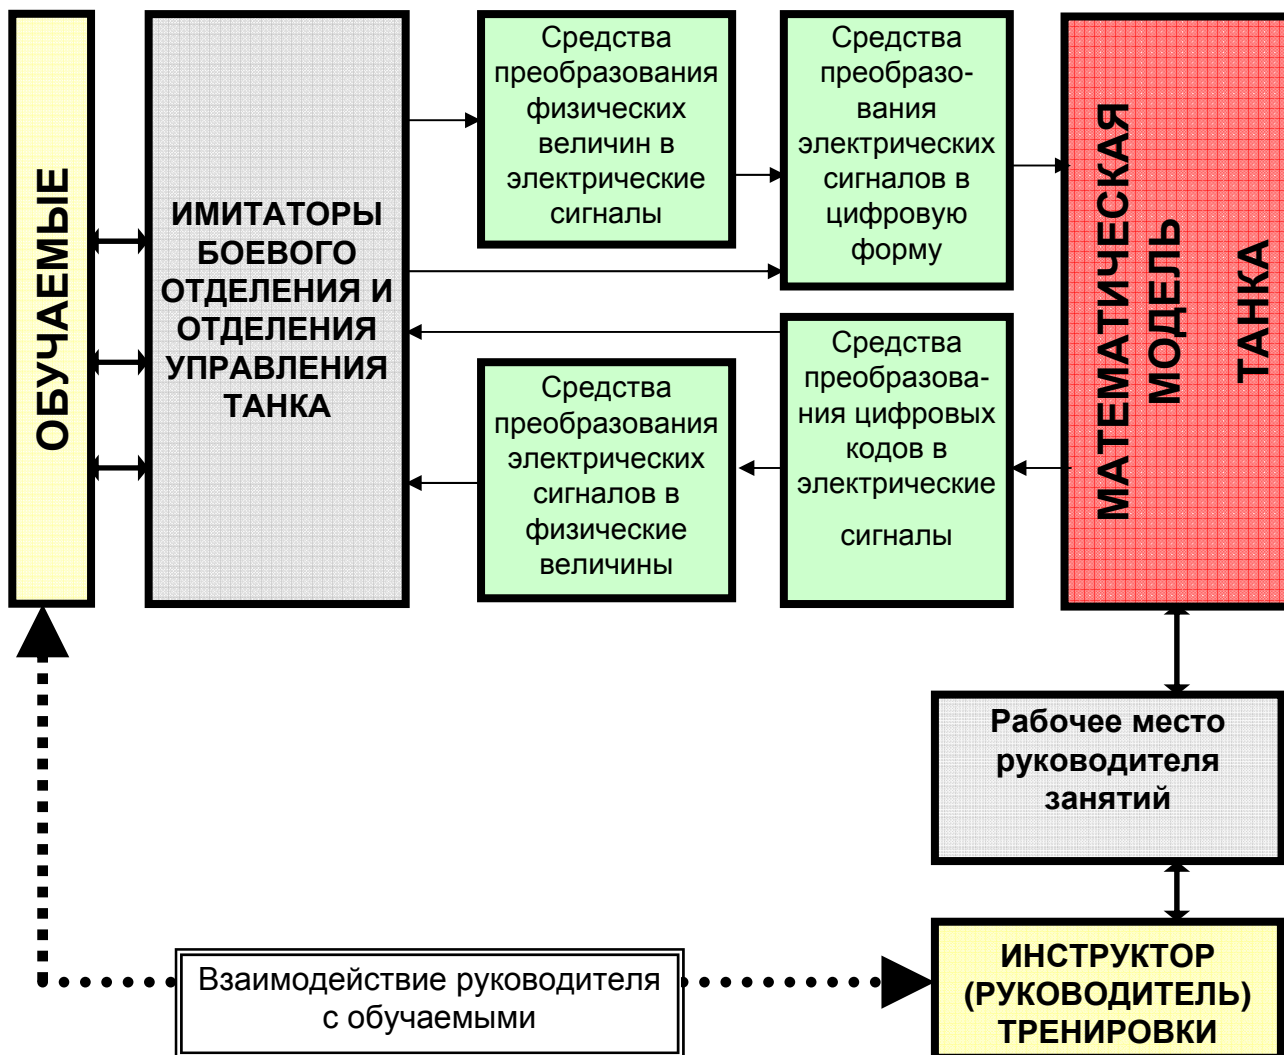 ОБУЧАЕМЫЕ
ИМИТАТОРЫ
БОЕВОГО
ОТДЕЛЕНИЯ И
ОТДЕЛЕНИЯ
УПРАВЛЕНИЯ
ТАНКА
Средства
преобразования
физических
величин в
электрические
сигналы
Средства
преобразо-
вания
электрических
сигналов в
цифровую
форму
Средства
преобразования
электрических
сигналов в
физические
величины
Средства
преобразова-
ния цифровых
кодов в
электрические
сигналы
МАТЕМАТИЧЕСКАЯ
МОДЕЛЬ
ТАНКА
Рабочее место
руководителя
занятий
Взаимодействие руководителя
с обучаемыми
ИНСТРУКТОР
(РУКОВОДИТЕЛЬ)
ТРЕНИРОВКИ